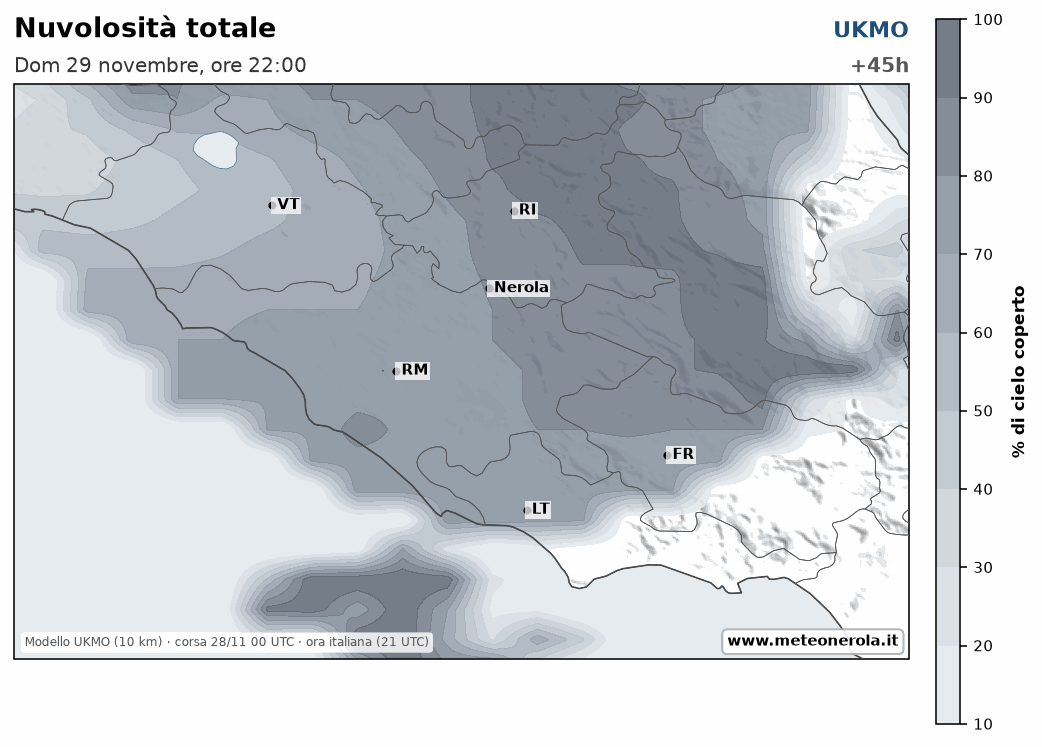 Nuvolosità totale
UKMO
Dom 29 novembre, ore 22:00
+45h
VT
RI
Nerola
RM
FR
LT
Modello UKMO (10 km) · corsa 28/11 00 UTC · ora italiana (21 UTC)
www.meteonerola.it
100
90
80
70
60
50
40
30
20
10
% di cielo coperto